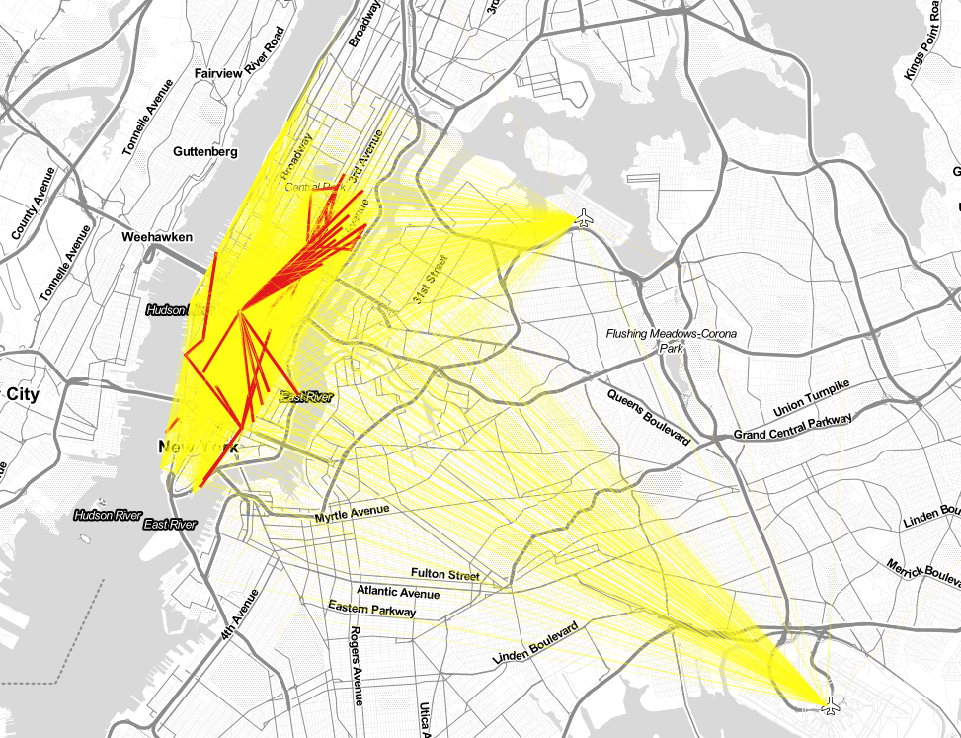 Broadway
3rd
Kings Point Roa
River Road
Fairview
Tonnelle Avenue
Guttenberg
Broadway
3rd Avenue
Central Park
County Avenue
Avenue
Weehawken
Tonnelle Avenue
31st Street
Hudson River
Flushing Meadows-Corona
Park
City
East River
Queens Boulevard
Union Turnpike
Grand Central Parkway
New York
Hudson River
East River
Myrtle Avenue
Linden Bou
Fulton Street
Atlantic Avenue
Eastern Parkway
Merrick Bouleva
4th Avenue
Rogers Avenue
Linden Boulevard
Utica A